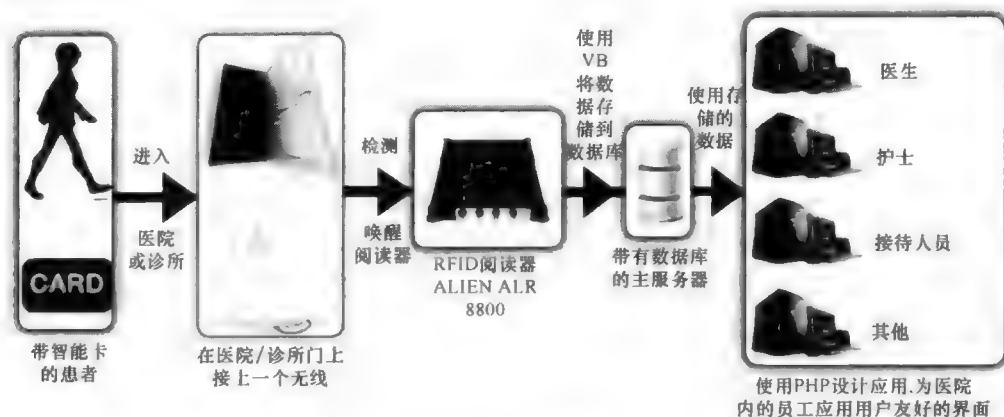 进入
医院
或诊所
CARD
带智能卡
的患者
在医院/诊所门上
接上一个无线
检测
唤醒
阅读器
RFID阅读器
ALIEN ALR
8800
使用
VB
将数
据存
储到
数据库
带有数据库
的主服务器
使用存
储的
数据
医生
护士
接待人员
其他
使用PHP设计应用.为医院
内的员工应用用户友好的界面